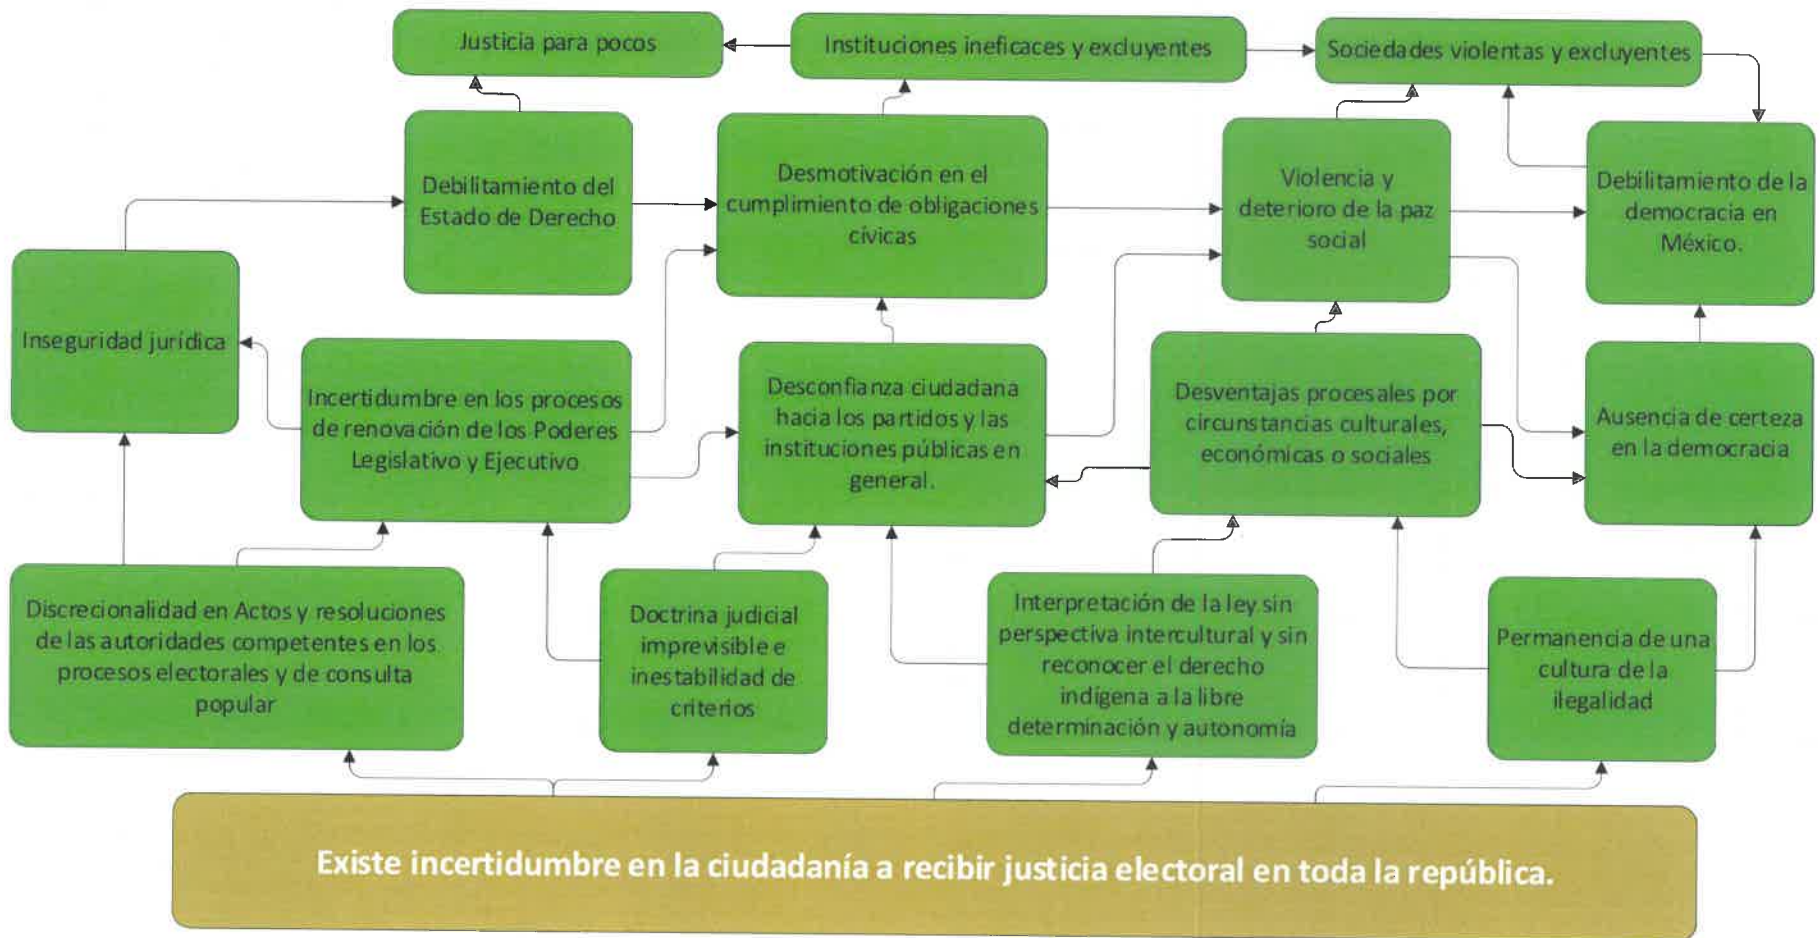 Justicia para pocos
Instituciones ineficaces y excluyentes
Sociedades violentas y excluyentes
Debilitamiento del
Estado de Derecho
Desmotivación en el
cumplimiento de obligaciones
cívicas
Violencia y
deterioro de la paz
social
Debilitamiento de la
democracia en
México.
Inseguridad jurídica
Incertidumbre en los procesos
de renovación de los Poderes
Legislativo y Ejecutivo
Desconfianza ciudadana
hacia los partidos y las
instituciones públicas en
general.
Desventajas procesales por
circunstancias culturales,
económicas o sociales
Ausencia de certeza
en la democracia
Discrecionalidad en Actos y resoluciones
de las autoridades competentes en los
procesos electorales y de consulta
popular
Doctrina judicial
imprevisible e
inestabilidad de
criterios
Interpretación de la ley sin
perspectiva intercultural y sin
reconocer el derecho
indígena a la libre
determinación y autonomía
Permanencia de una
cultura de la
ilegalidad
Existe incertidumbre en la ciudadanía a recibir justicia electoral en toda la república.